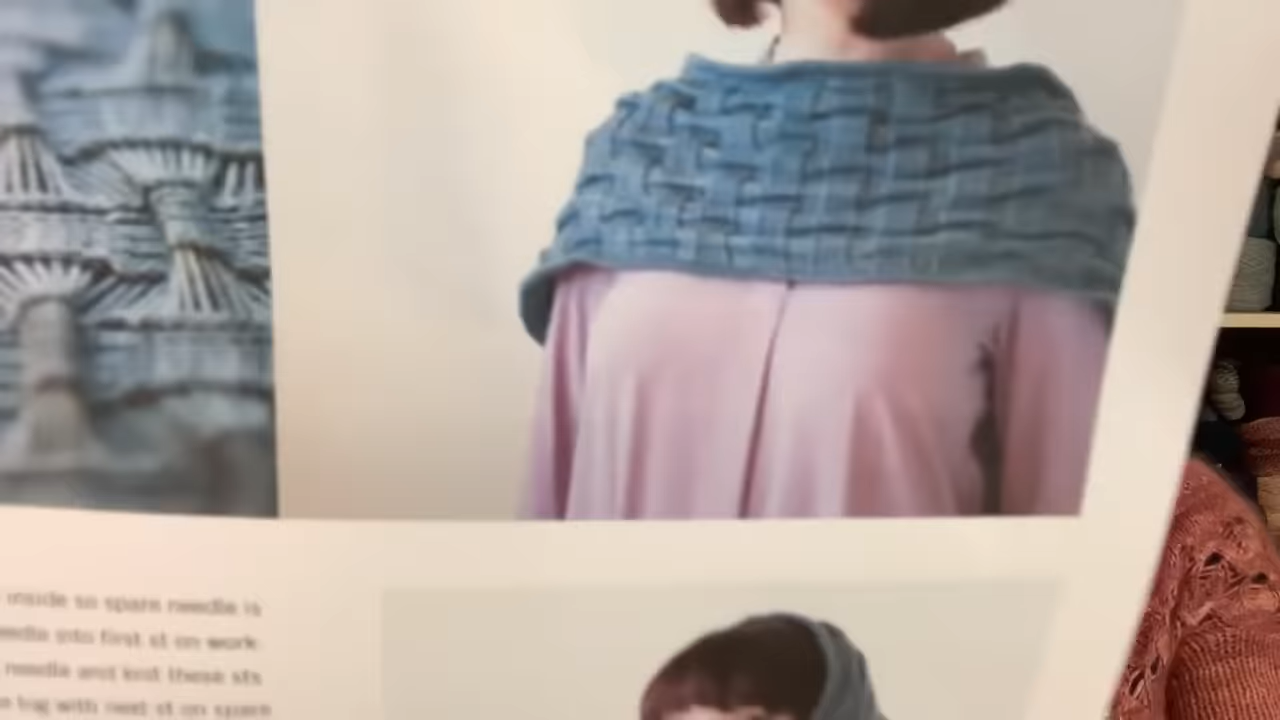 inside so spare needle is
needle into first st on work
needle and knit these sts
with next st on spare